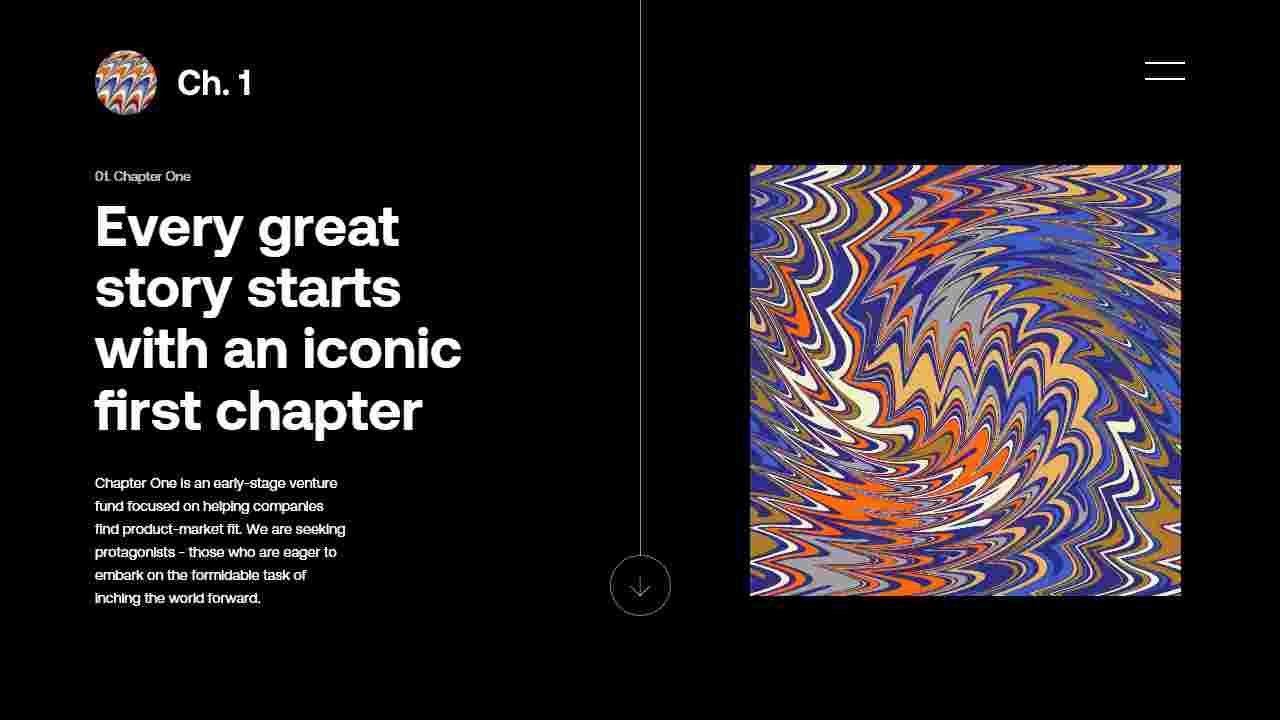 Ch. 1
01. Chapter One
Every great
story starts
with an iconic
first chapter
Chapter One is an early-stage venture
fund focused on helping companies
find product-market fit. We are seeking
protagonists - those who are eager to
embark on the formidable task of
inching the world forward.